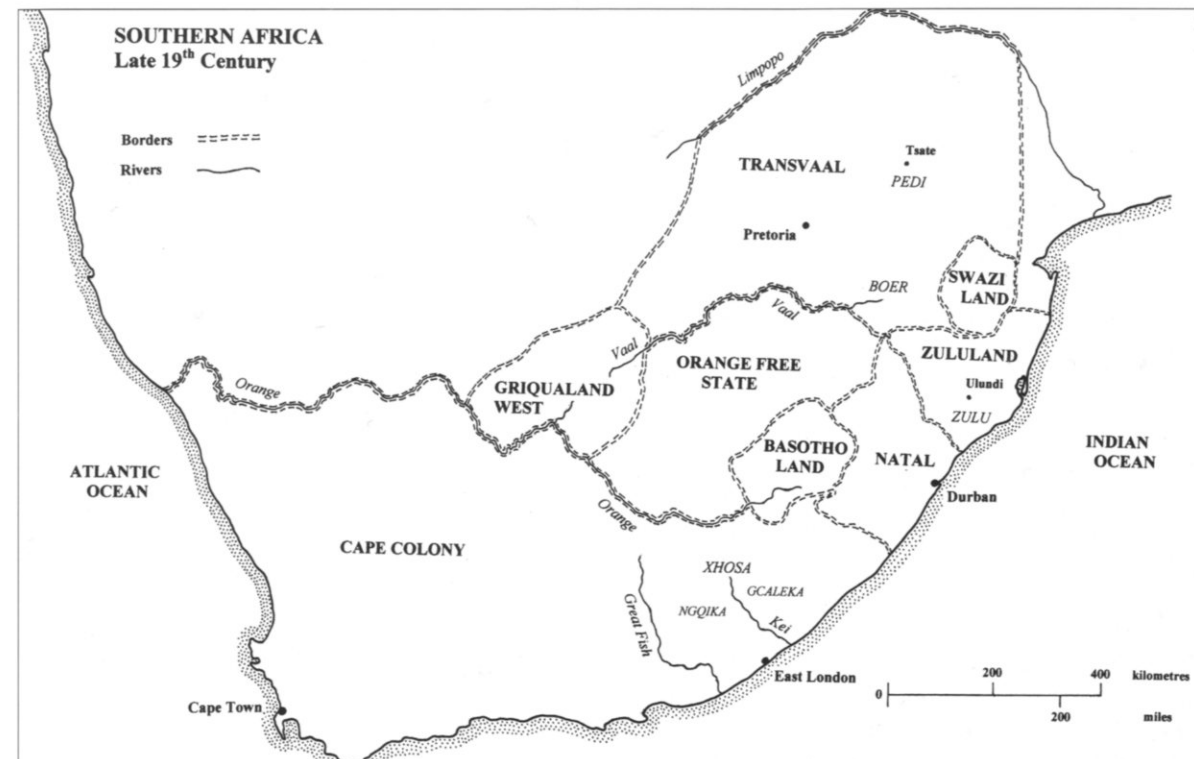 SOUTHERN AFRICA
Late 19th Century
Borders
Rivers
Limpopo
TRANSVAAL
Tsate
PEDI
Pretoria
SWAZI
LAND
BOER
Vaal
Vaal
ORANGE FREE
STATE
ZULULAND
Ulundi
ZULU
Orange
GRIQUALAND
WEST
BASOTHO
LAND
NATAL
INDIAN
OCEAN
ATLANTIC
OCEAN
Durban
Orange
CAPE COLONY
XHOSA
GCALEKA
NGQIKA
Great Fish
Kei
East London
Cape Town
0
200
400
kilometres
200
miles